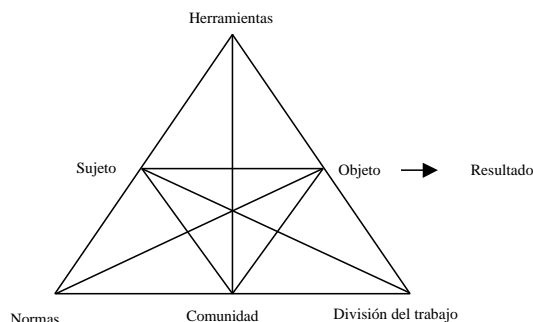 Herramientas
Sujeto
Objeto
Resultado
Normas
Comunidad
División del trabajo